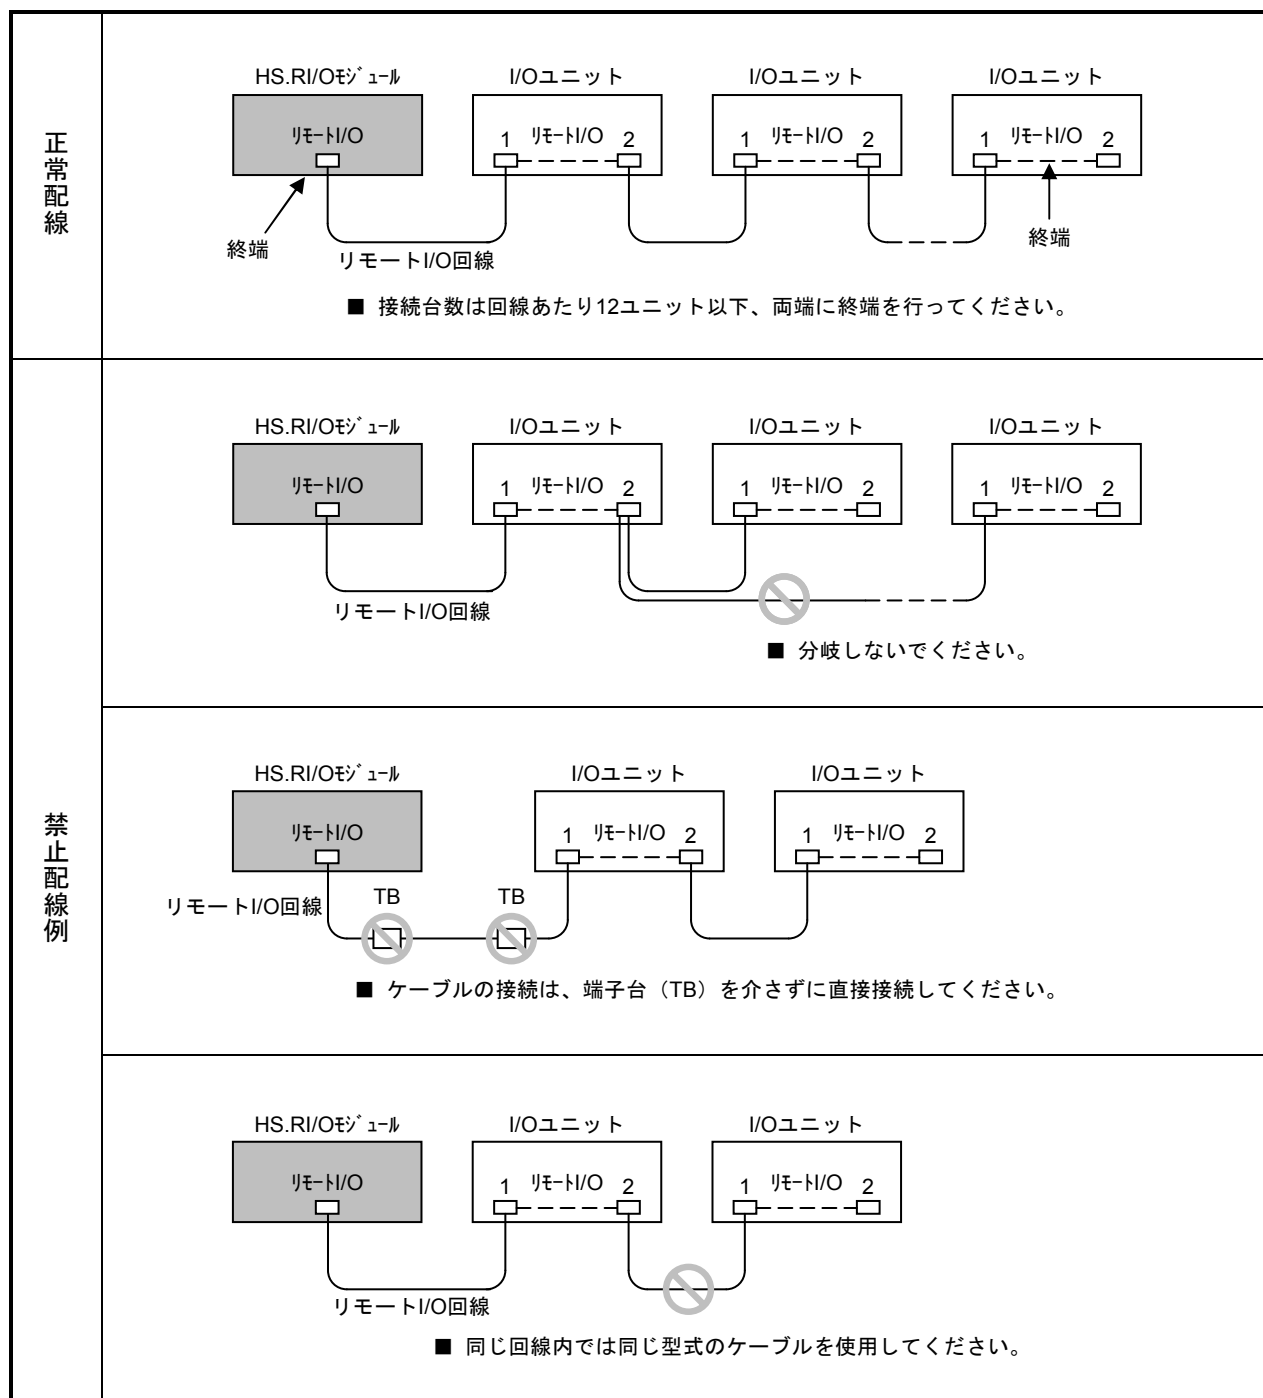 正常配線
HS.RI/Oﾓｼﾞｭｰﾙ
I/Oユニット
I/Oユニット
I/Oユニット
ﾘﾓｰﾄI/O
1 ﾘﾓｰﾄI/O 2
1 ﾘﾓｰﾄI/O 2
1 ﾘﾓｰﾄI/O 2
終端
リモートI/O回線
終端
■ 接続台数は回線あたり12ユニット以下、両端に終端を行ってください。
禁止配線例
HS.RI/Oﾓｼﾞｭｰﾙ
I/Oユニット
I/Oユニット
I/Oユニット
ﾘﾓｰﾄI/O
1 ﾘﾓｰﾄI/O 2
1 ﾘﾓｰﾄI/O 2
1 ﾘﾓｰﾄI/O 2
リモートI/O回線
■ 分岐しないでください。
HS.RI/Oﾓｼﾞｭｰﾙ
I/Oユニット
I/Oユニット
ﾘﾓｰﾄI/O
1 ﾘﾓｰﾄI/O 2
1 ﾘﾓｰﾄI/O 2
リモートI/O回線
TB
TB
■ ケーブルの接続は、端子台（TB）を介さずに直接接続してください。
HS.RI/Oﾓｼﾞｭｰﾙ
I/Oユニット
I/Oユニット
ﾘﾓｰﾄI/O
1 ﾘﾓｰﾄI/O 2
1 ﾘﾓｰﾄI/O 2
リモートI/O回線
■ 同じ回線内では同じ型式のケーブルを使用してください。